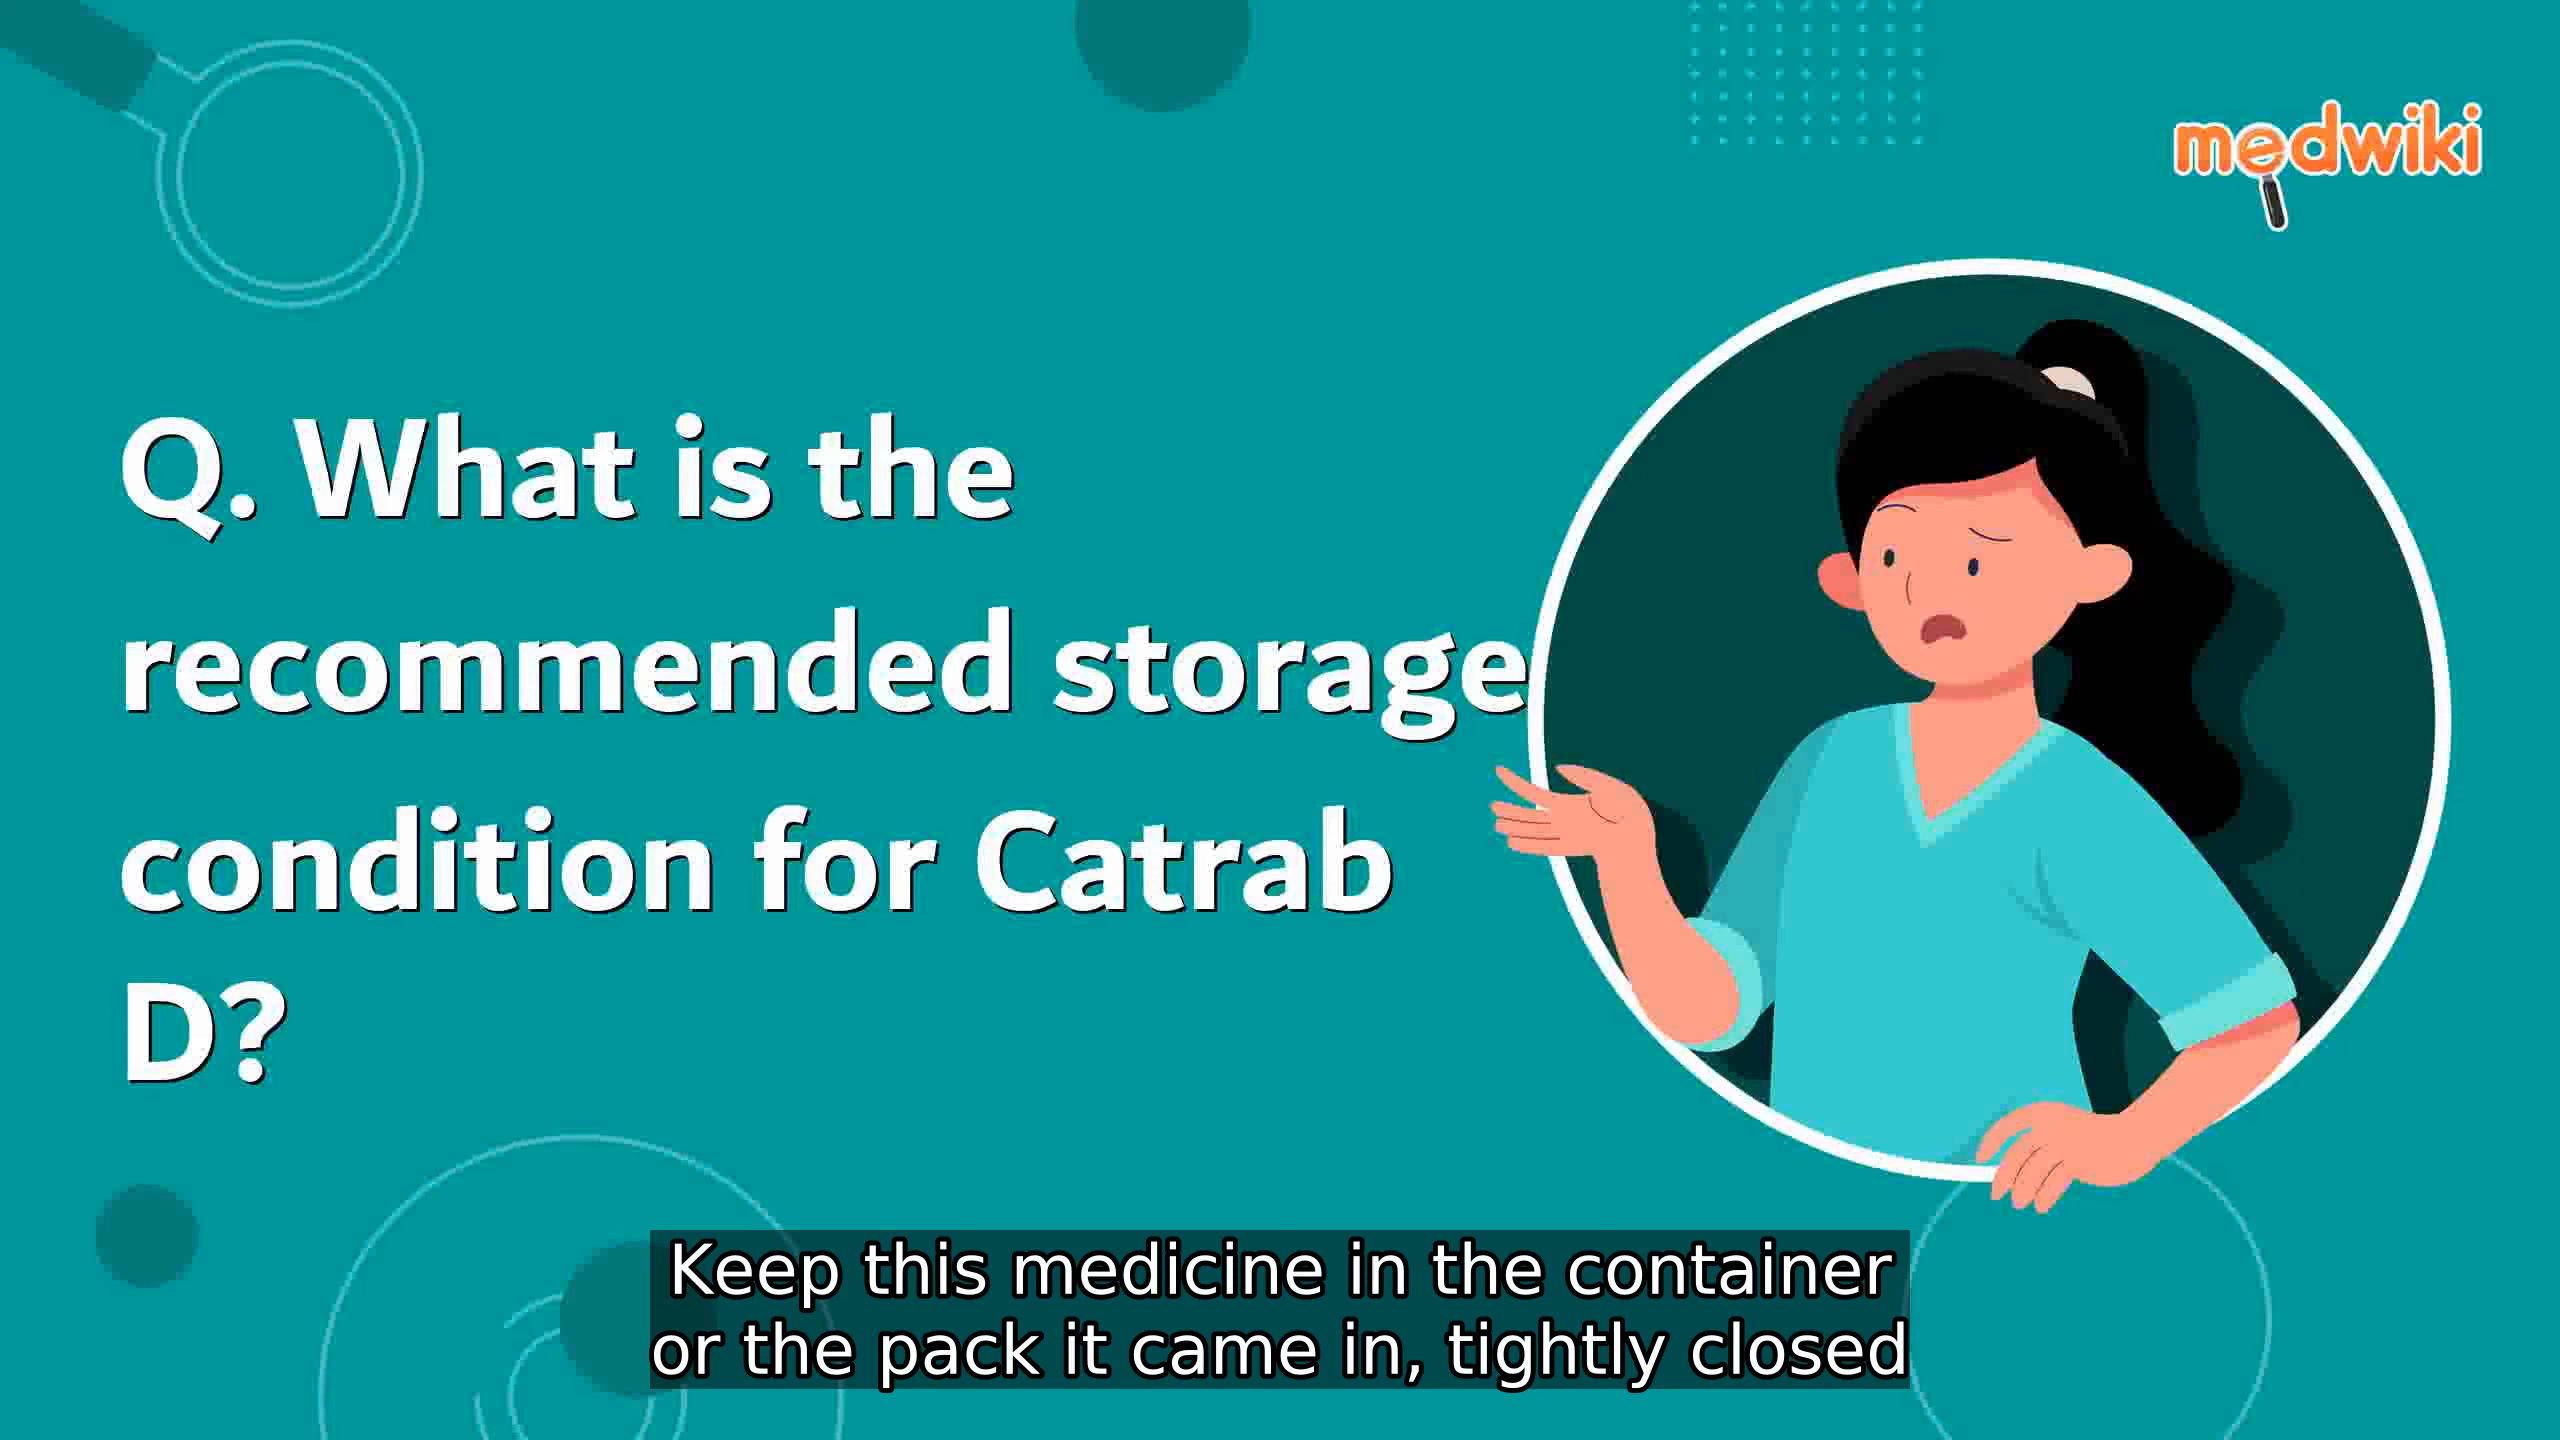 medwiki
Q. What is the
recommended storage
condition for Catrab
D?
Keep this medicine in the container
or the pack it came in, tightly closed